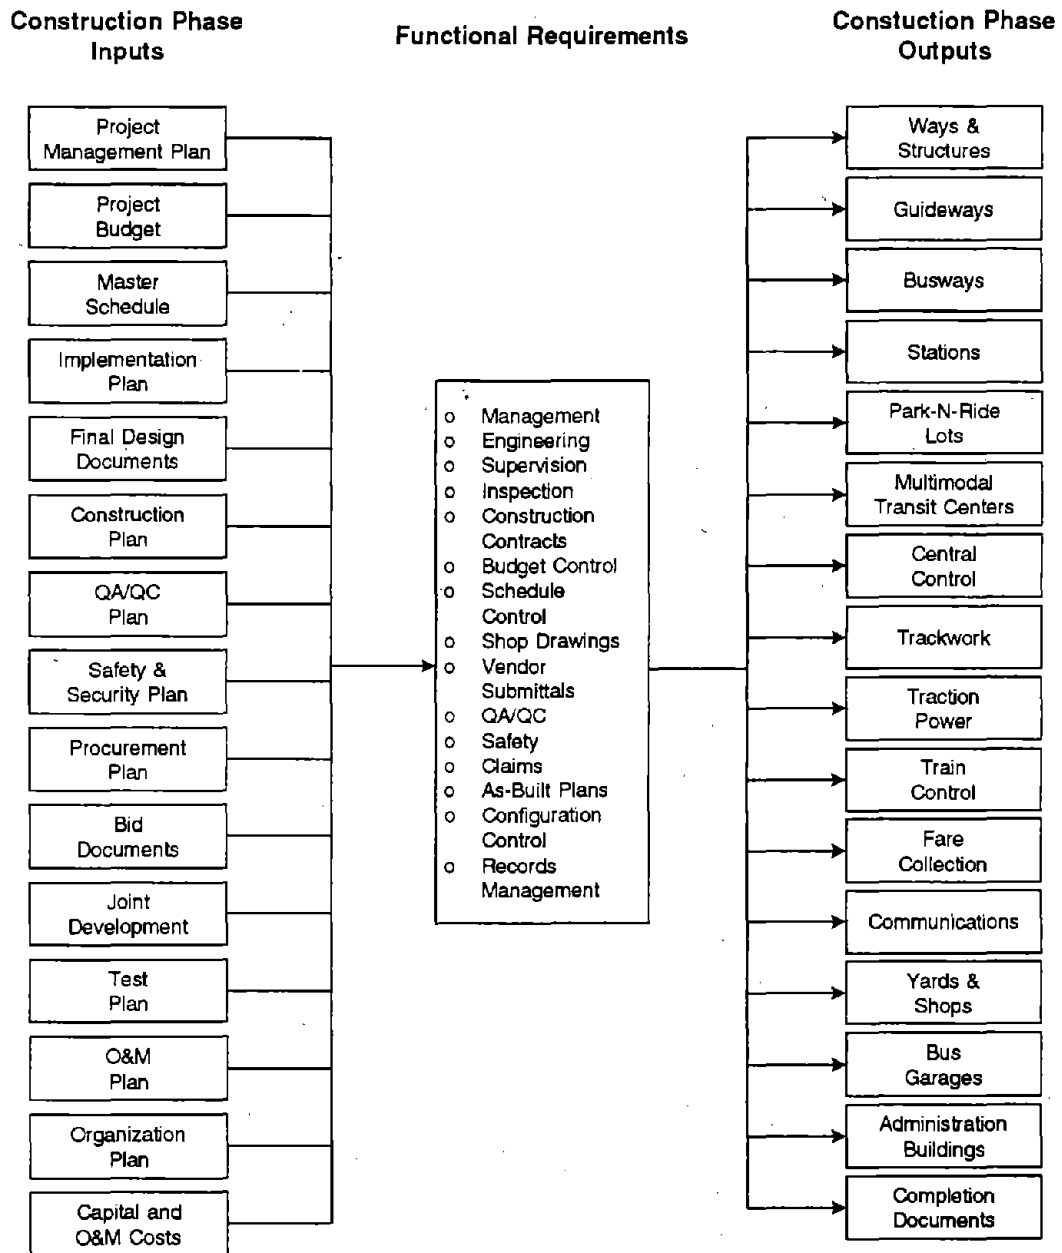 Construction Phase
Inputs
Functional Requirements
Constuction Phase
Outputs
Project
Management Plan
Project
Budget
Master
Schedule
Implementation
Plan
Final Design
Documents
Construction
Plan
QA/QC
Plan
Safety &
Security Plan
Procurement
Plan
Bid
Documents
Joint
Development
Test
Plan
O&M
Plan
Organization
Plan
Capital and
O&M Costs
o Management
o Engineering
o Supervision
o Inspection
o Construction
Contracts
o Budget Control
o Schedule
Control
o Shop Drawings
o Vendor
Submittals
o QA/QC
o Safety
o Claims
o As-Built Plans
o Configuration
Control
o Records
Management
Ways &
Structures
Guideways
Busways
Stations
Park-N-Ride
Lots
Multimodal
Transit Centers
Central
Control
Trackwork
Traction
Power
Train
Control
Fare
Collection
Communications
Yards &
Shops
Bus
Garages
Administration
Buildings
Completion
Documents